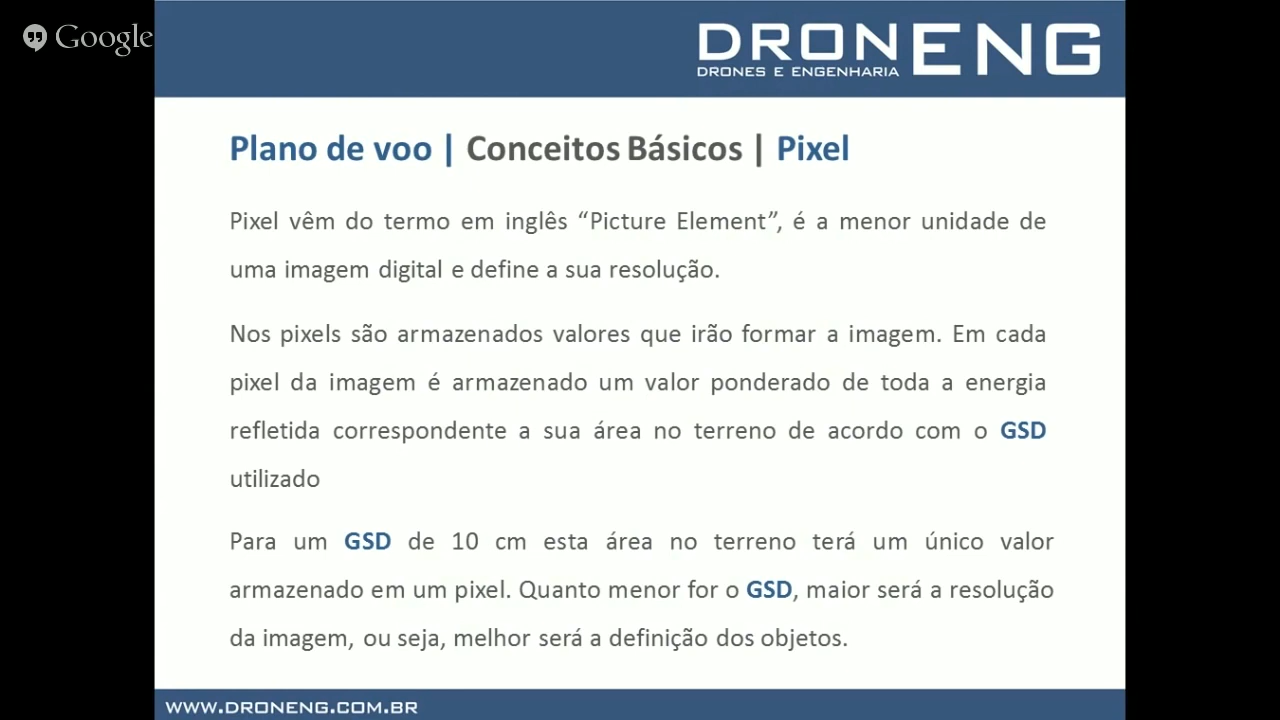 Google
DRONENG
DRONES E ENGENHARIA
Plano de voo | Conceitos Básicos | Pixel
Pixel vêm do termo em inglês “Picture Element”, é a menor unidade de
uma imagem digital e define a sua resolução.
Nos pixels são armazenados valores que irão formar a imagem. Em cada
pixel da imagem é armazenado um valor ponderado de toda a energia
refletida correspondente a sua área no terreno de acordo com o GSD
utilizado
Para um GSD de 10 cm esta área no terreno terá um único valor
armazenado em um pixel. Quanto menor for o GSD, maior será a resolução
da imagem, ou seja, melhor será a definição dos objetos.
WWW.DRONENG.COM.BR